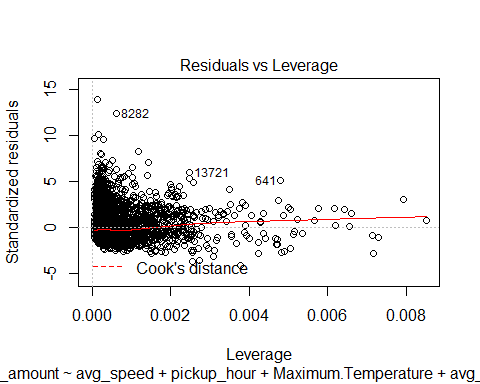 Residuals vs Leverage
Standardized residuals
15
10
5
0
-5
8282
13721
641
Cook's distance
0.000 0.002 0.004 0.006 0.008
Leverage
_amount ~ avg_speed + pickup_hour + Maximum.Temperature + avg_